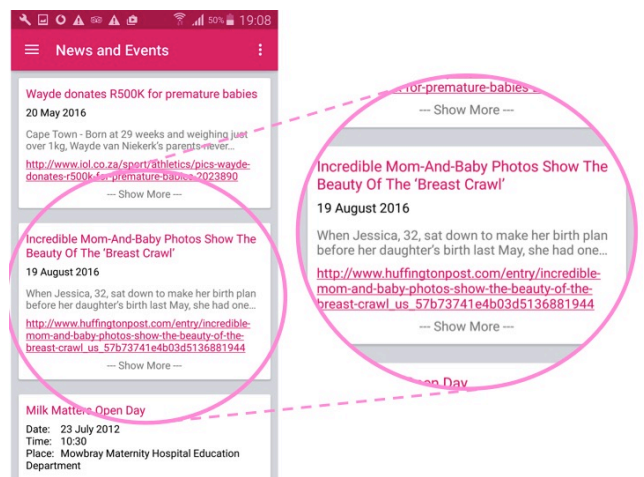 50% 19:08
News and Events
Wayde donates R500K for premature babies
20 May 2016
Cape Town - Born at 29 weeks and weighing just
over 1kg, Wayde van Niekerk's parents never...
http://www.iol.co.za/sport/athletics/pics-wayde-
donates-r500k-for-premature-babies-2023890
--- Show More ---
Incredible Mom-And-Baby Photos Show The
Beauty Of The ‘Breast Crawl’
19 August 2016
When Jessica, 32, sat down to make her birth plan
before her daughter's birth last May, she had one...
http://www.huffingtonpost.com/entry/incredible-
mom-and-baby-photos-show-the-beauty-of-the-
breast-crawl_us_57b73741e4b03d5136881944
--- Show More ---
Milk Matters Open Day
Date: 23 July 2012
Time: 10:30
Place: Mowbray Maternity Hospital Education
Department
for-premature-babies
--- Show More ---
Incredible Mom-And-Baby Photos Show The
Beauty Of The ‘Breast Crawl’
19 August 2016
When Jessica, 32, sat down to make her birth plan
before her daughter's birth last May, she had one...
http://www.huffingtonpost.com/entry/incredible-
mom-and-baby-photos-show-the-beauty-of-the-
breast-crawl_us_57b73741e4b03d5136881944
--- Show More ---
Open Day